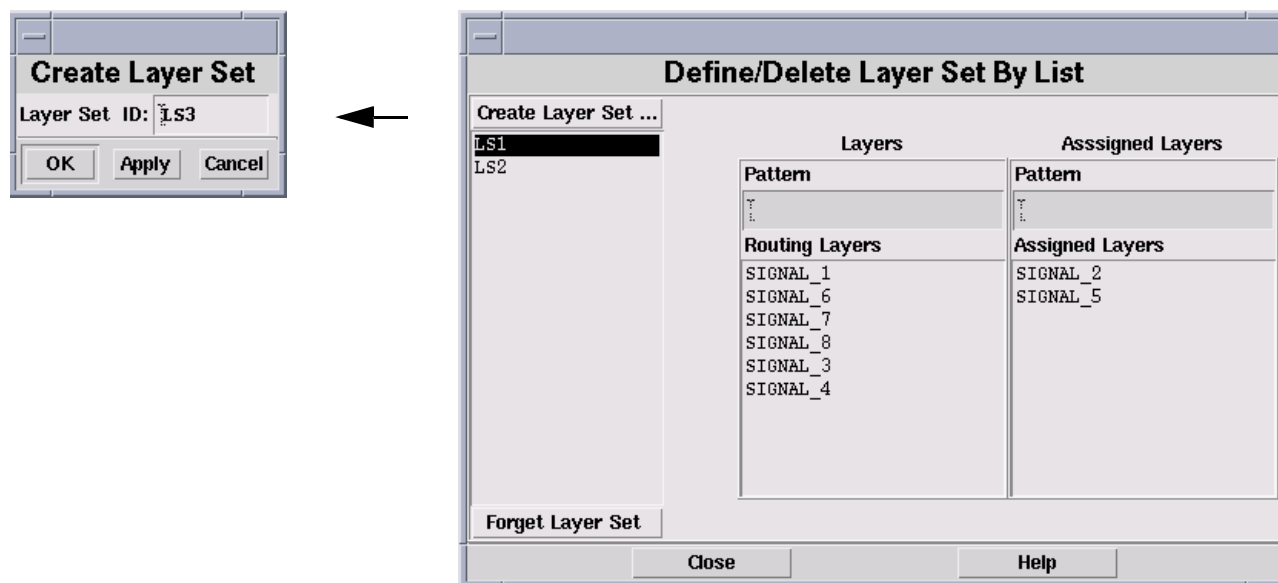 Create Layer Set
Layer Set ID: LS3
OK Apply Cancel
Define/Delete Layer Set By List
Create Layer Set ...
LS1
LS2
Layers
Pattern
Routing Layers
SIGNAL_1
SIGNAL_6
SIGNAL_7
SIGNAL_8
SIGNAL_3
SIGNAL_4
Asssigned Layers
Pattern
Assigned Layers
SIGNAL_2
SIGNAL_5
Forget Layer Set
Close Help